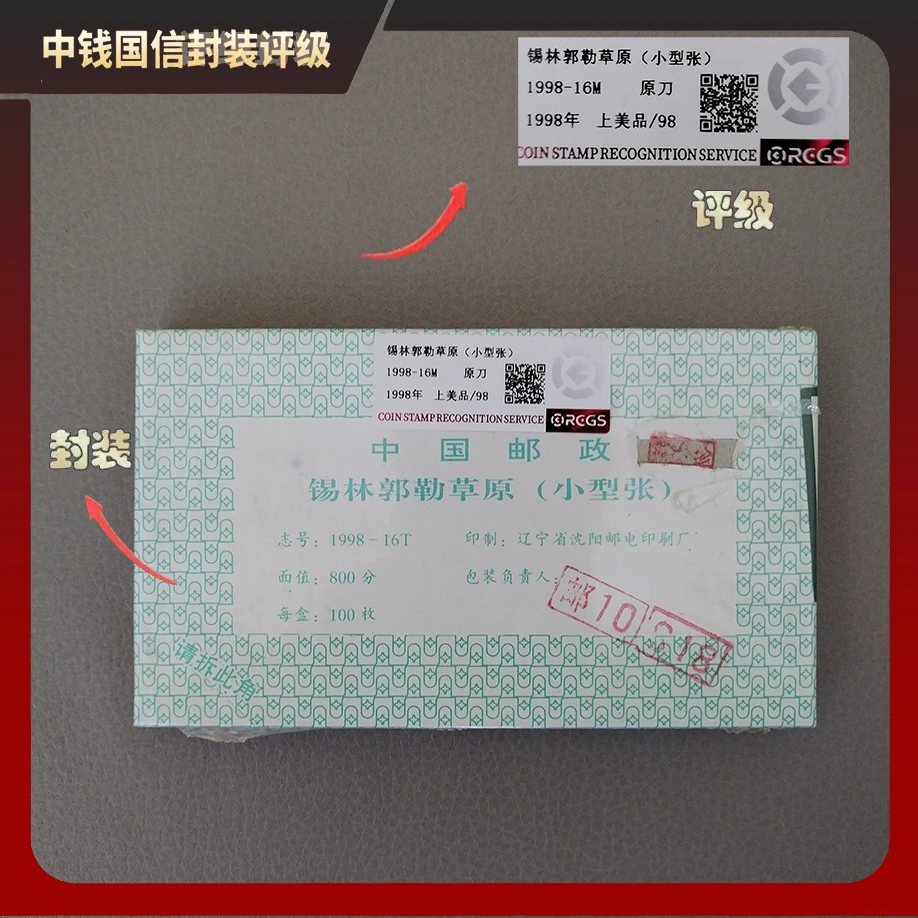 中钱国信封装评级
锡林郭勒草原（小型张）
1998-16M 原刀
1998年 上美品/98
COIN STAMP RECOGNITION SERVICE RCGS
评级
锡林郭勒草原（小型张）
1998-16M 原刀
1998年 上美品/98
COIN STAMP RECOGNITION SERVICE RCGS
封装
中国邮政
锡林郭勒草原（小型张）
志号：1998-16T 印制：辽宁省沈阳邮电印刷厂
面值：800分 包装负责人
每盒：100枚
邮10 218
请拆此角